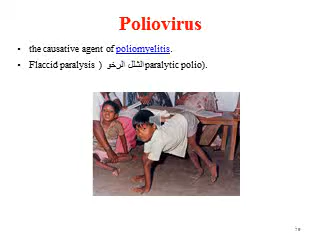 Poliovirus
• the causative agent of poliomyelitis.
• Flaccid paralysis ) الشلل الرخو paralytic polio).